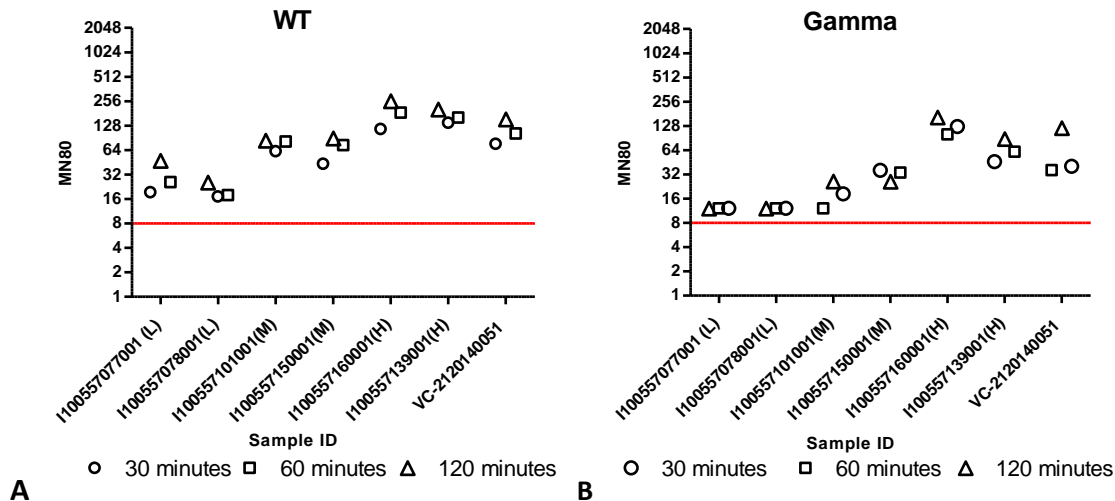 WT
2048
1024
512
256
128
64
32
16
8
4
2
1
MN80
I100557077001 (L)
I100557078001(L)
I100557101001(M)
I100557150001(M)
I100557160001(H)
I100557139001(H)
VC-2120140051
Sample ID
30 minutes 60 minutes 120 minutes
A
Gamma
2048
1024
512
256
128
64
32
16
8
4
2
1
MN80
I100557077001 (L)
I100557078001(L)
I100557101001(M)
I100557150001(M)
I100557160001(H)
I100557139001(H)
VC-2120140051
Sample ID
30 minutes 60 minutes 120 minutes
B